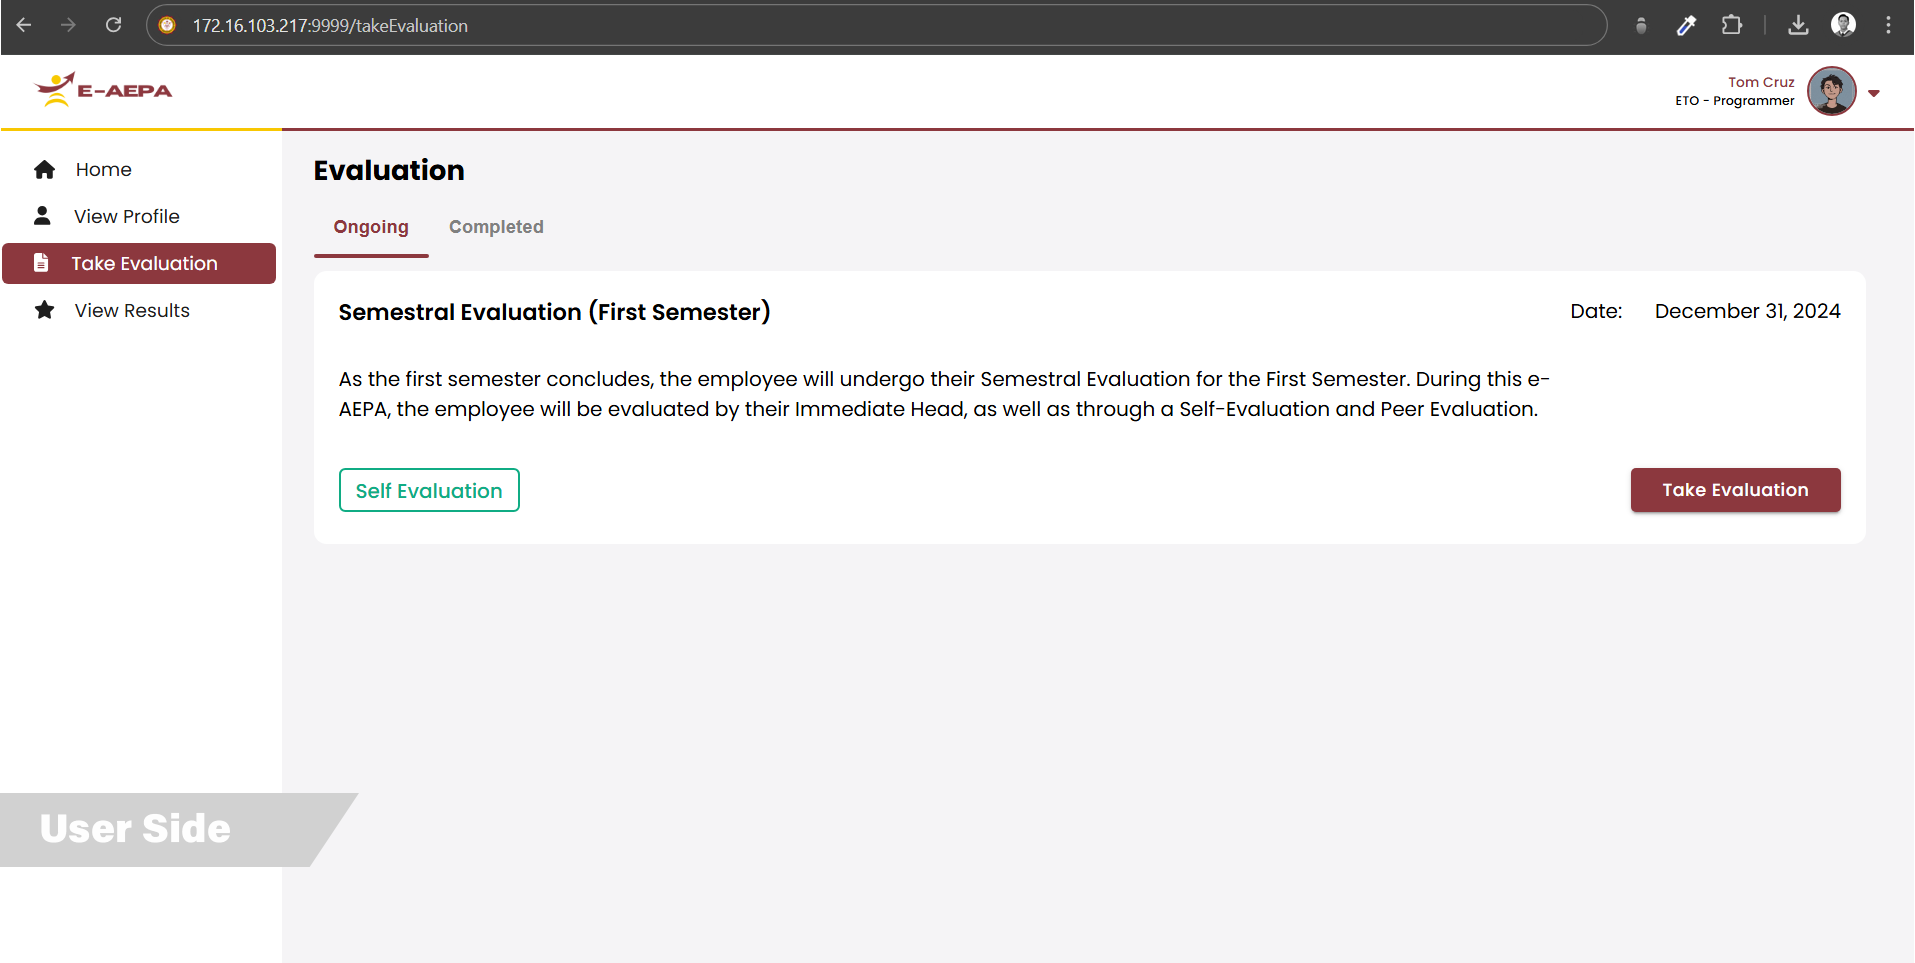 172.16.103.217:9999/takeEvaluation
E-AEPA
Tom Cruz
ETO - Programmer
Home
View Profile
Take Evaluation
View Results
Evaluation
Ongoing Completed
Semestral Evaluation (First Semester) Date: December 31, 2024
As the first semester concludes, the employee will undergo their Semestral Evaluation for the First Semester. During this e-
AEPA, the employee will be evaluated by their Immediate Head, as well as through a Self-Evaluation and Peer Evaluation.
Self Evaluation Take Evaluation
User Side